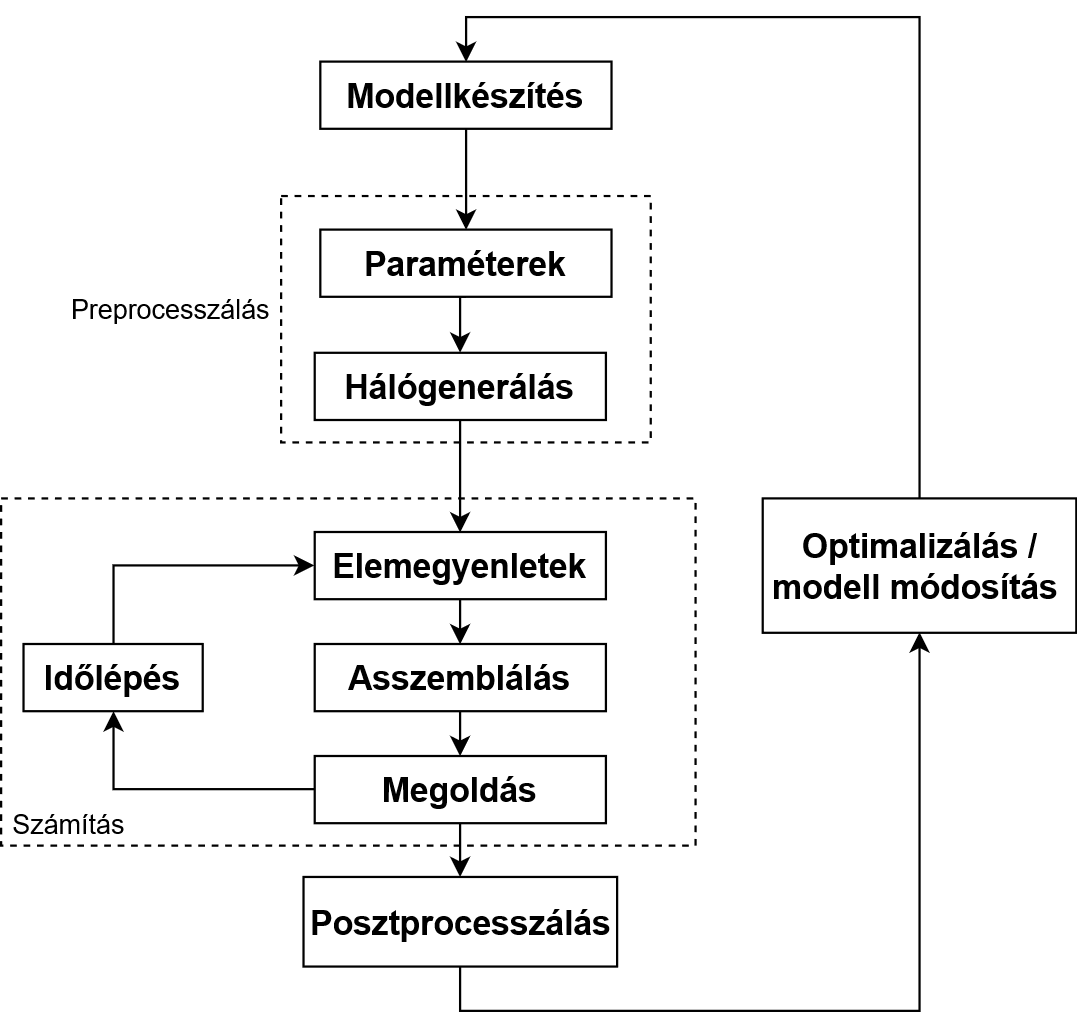 Modellkészítés
Paraméterek
Preprocesszálás
Hálógenerálás
Elemegyenletek
Optimalizálás /
modell módosítás
Időlépés
Asszemblálás
Megoldás
Számítás
Posztprocesszálás